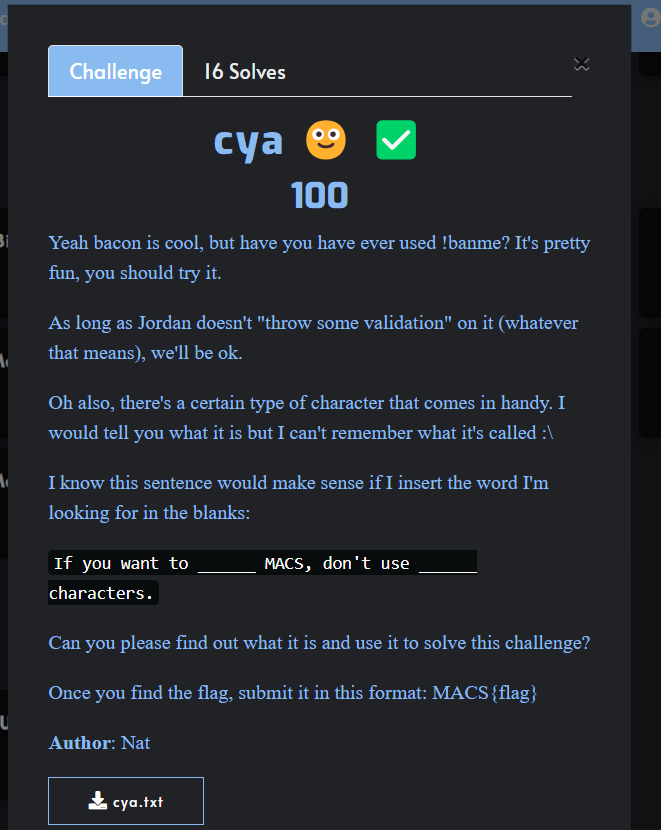 Challenge
16 Solves
cya 🙂 ✅
100
Yeah bacon is cool, but have you have ever used !banme? It's pretty
fun, you should try it.
As long as Jordan doesn't "throw some validation" on it (whatever
that means), we'll be ok.
Oh also, there's a certain type of character that comes in handy. I
would tell you what it is but I can't remember what it's called :\
I know this sentence would make sense if I insert the word I'm
looking for in the blanks:
If you want to ______ MACS, don't use ______
characters.
Can you please find out what it is and use it to solve this challenge?
Once you find the flag, submit it in this format: MACS{flag}
Author: Nat
cya.txt